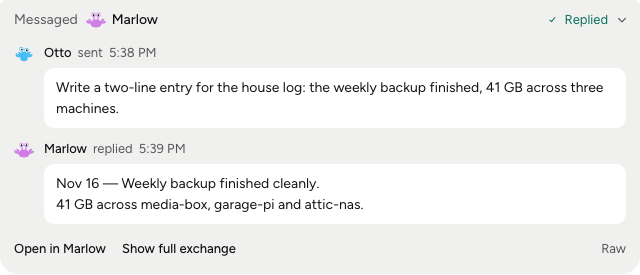 Messaged Marlow Replied
Otto sent 5:38 PM
Write a two-line entry for the house log: the weekly backup finished, 41 GB across three
machines.
Marlow replied 5:39 PM
Nov 16 — Weekly backup finished cleanly.
41 GB across media-box, garage-pi and attic-nas.
Open in Marlow Show full exchange Raw